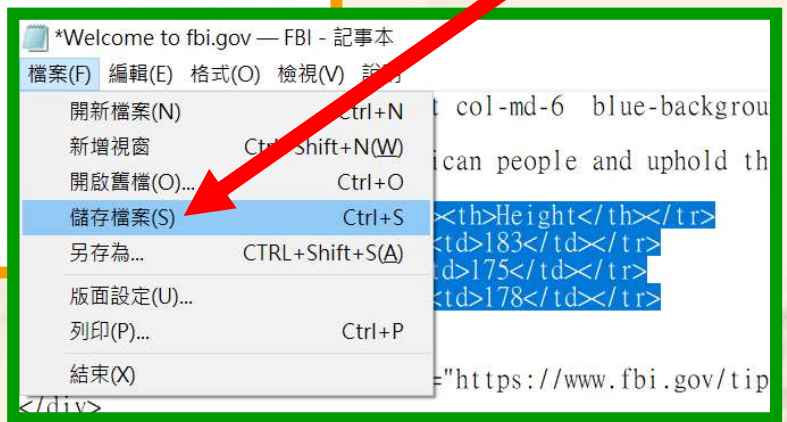 *Welcome to fbi.gov — FBI - 記事本
檔案(F) 編輯(E) 格式(O) 檢視(V)
開新檔案(N) Ctrl+N
新增視窗 Ctrl+Shift+N(W)
開啟舊檔(O)... Ctrl+O
儲存檔案(S) Ctrl+S
另存為... CTRL+Shift+S(A)
版面設定(U)...
列印(P)... Ctrl+P
結束(X)
t col-md-6 blue-backgrou
ican people and uphold th
><th>Height</th></tr>
<td>183</td></tr>
td>175</td></tr>
<td>178</td></tr>
="https://www.fbi.gov/tip
</div>